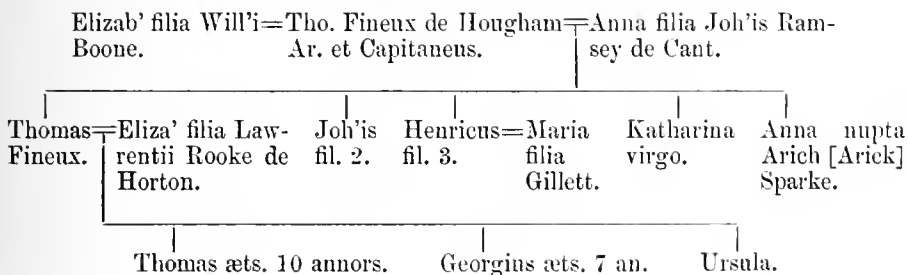 Elizab' filia Will'i=Tho. Fineux de Hougham=Anna filia Joh'is Ram-
Boone. Ar. et Capitaneus. sey de Cant.
Thomas=Eliza' filia Law- Joh'is Henricus=Maria Katharina Anna nupta
Fineux. rentii Rooke de fil. 2. fil. 3. filia virgo. Arich [Arick]
Horton. Gillett. Sparke.
Thomas æts. 10 annors. Georgius æts. 7 an. Ursula.